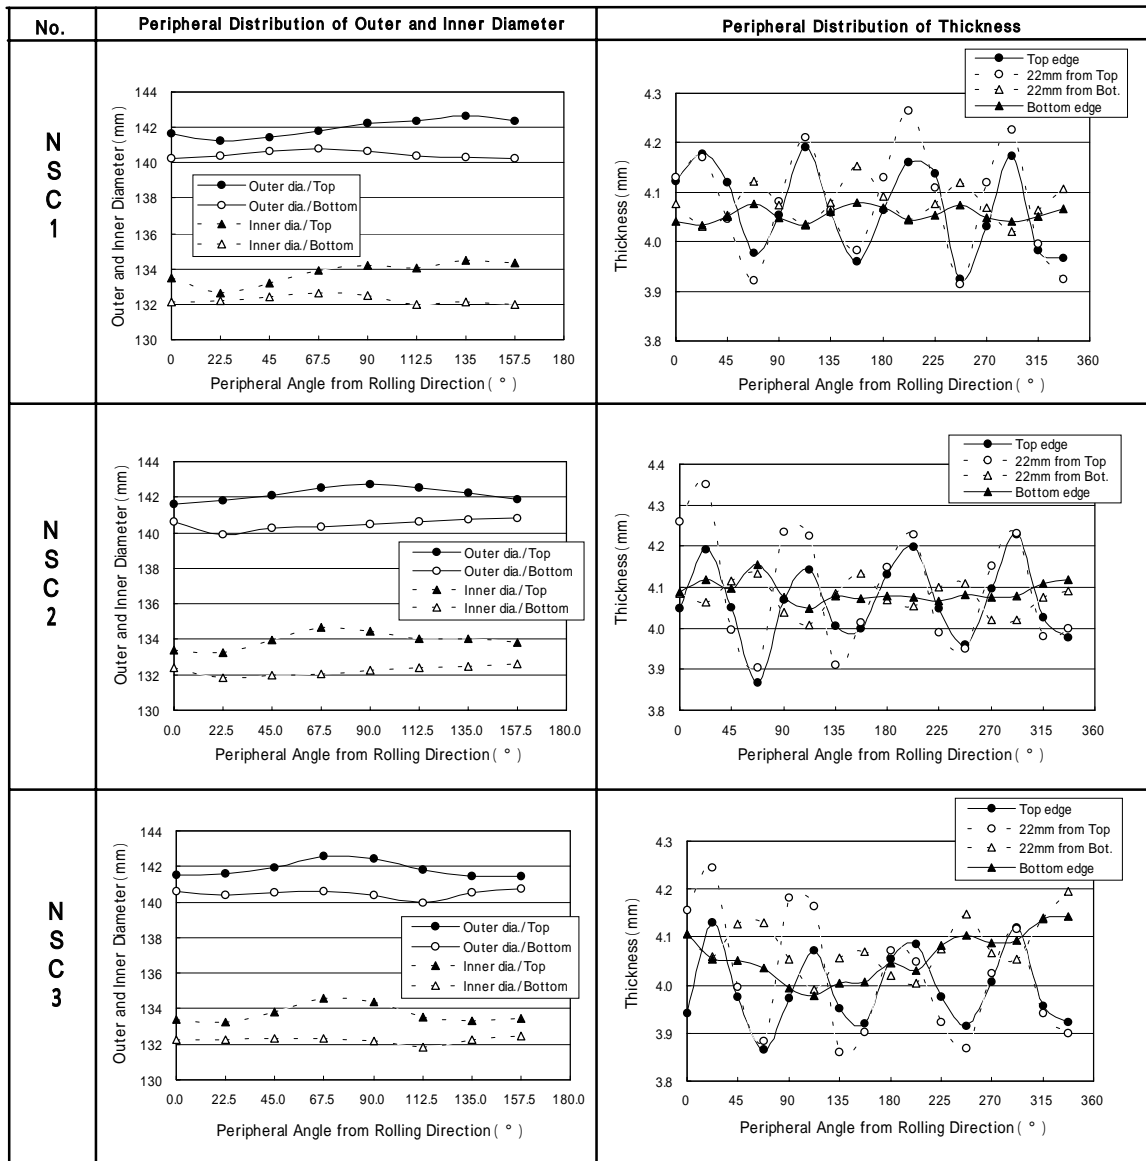 No.
Peripheral Distribution of Outer and Inner Diameter
Peripheral Distribution of Thickness
NSC1
Outer and Inner Diameter (mm)
144
142
140
138
136
134
132
130
Outer dia./Top
Outer dia./Bottom
Inner dia./Top
Inner dia./Bottom
0 22.5 45 67.5 90 112.5 135 157.5 180
Peripheral Angle from Rolling Direction ( ° )
Top edge
22mm from Top
22mm from Bot.
Bottom edge
Thickness (mm)
4.3
4.2
4.1
4.0
3.9
3.8
0 45 90 135 180 225 270 315 360
Peripheral Angle from Rolling Direction ( ° )
NSC2
Outer and Inner Diameter (mm)
144
142
140
138
136
134
132
130
Outer dia./Top
Outer dia./Bottom
Inner dia./Top
Inner dia./Bottom
0.0 22.5 45.0 67.5 90.0 112.5 135.0 157.5 180.0
Peripheral Angle from Rolling Direction ( ° )
Top edge
22mm from Top
22mm from Bot.
Bottom edge
Thickness (mm)
4.4
4.3
4.2
4.1
4.0
3.9
3.8
0 45 90 135 180 225 270 315 360
Peripheral Angle from Rolling Direction ( ° )
NSC3
Outer and Inner Diameter (mm)
144
142
140
138
136
134
132
130
Outer dia./Top
Outer dia./Bottom
Inner dia./Top
Inner dia./Bottom
0.0 22.5 45.0 67.5 90.0 112.5 135.0 157.5 180.0
Peripheral Angle from Rolling Direction ( ° )
Top edge
22mm from Top
22mm from Bot.
Bottom edge
Thickness (mm)
4.3
4.2
4.1
4.0
3.9
3.8
0 45 90 135 180 225 270 315 360
Peripheral Angle from Rolling Direction ( ° )